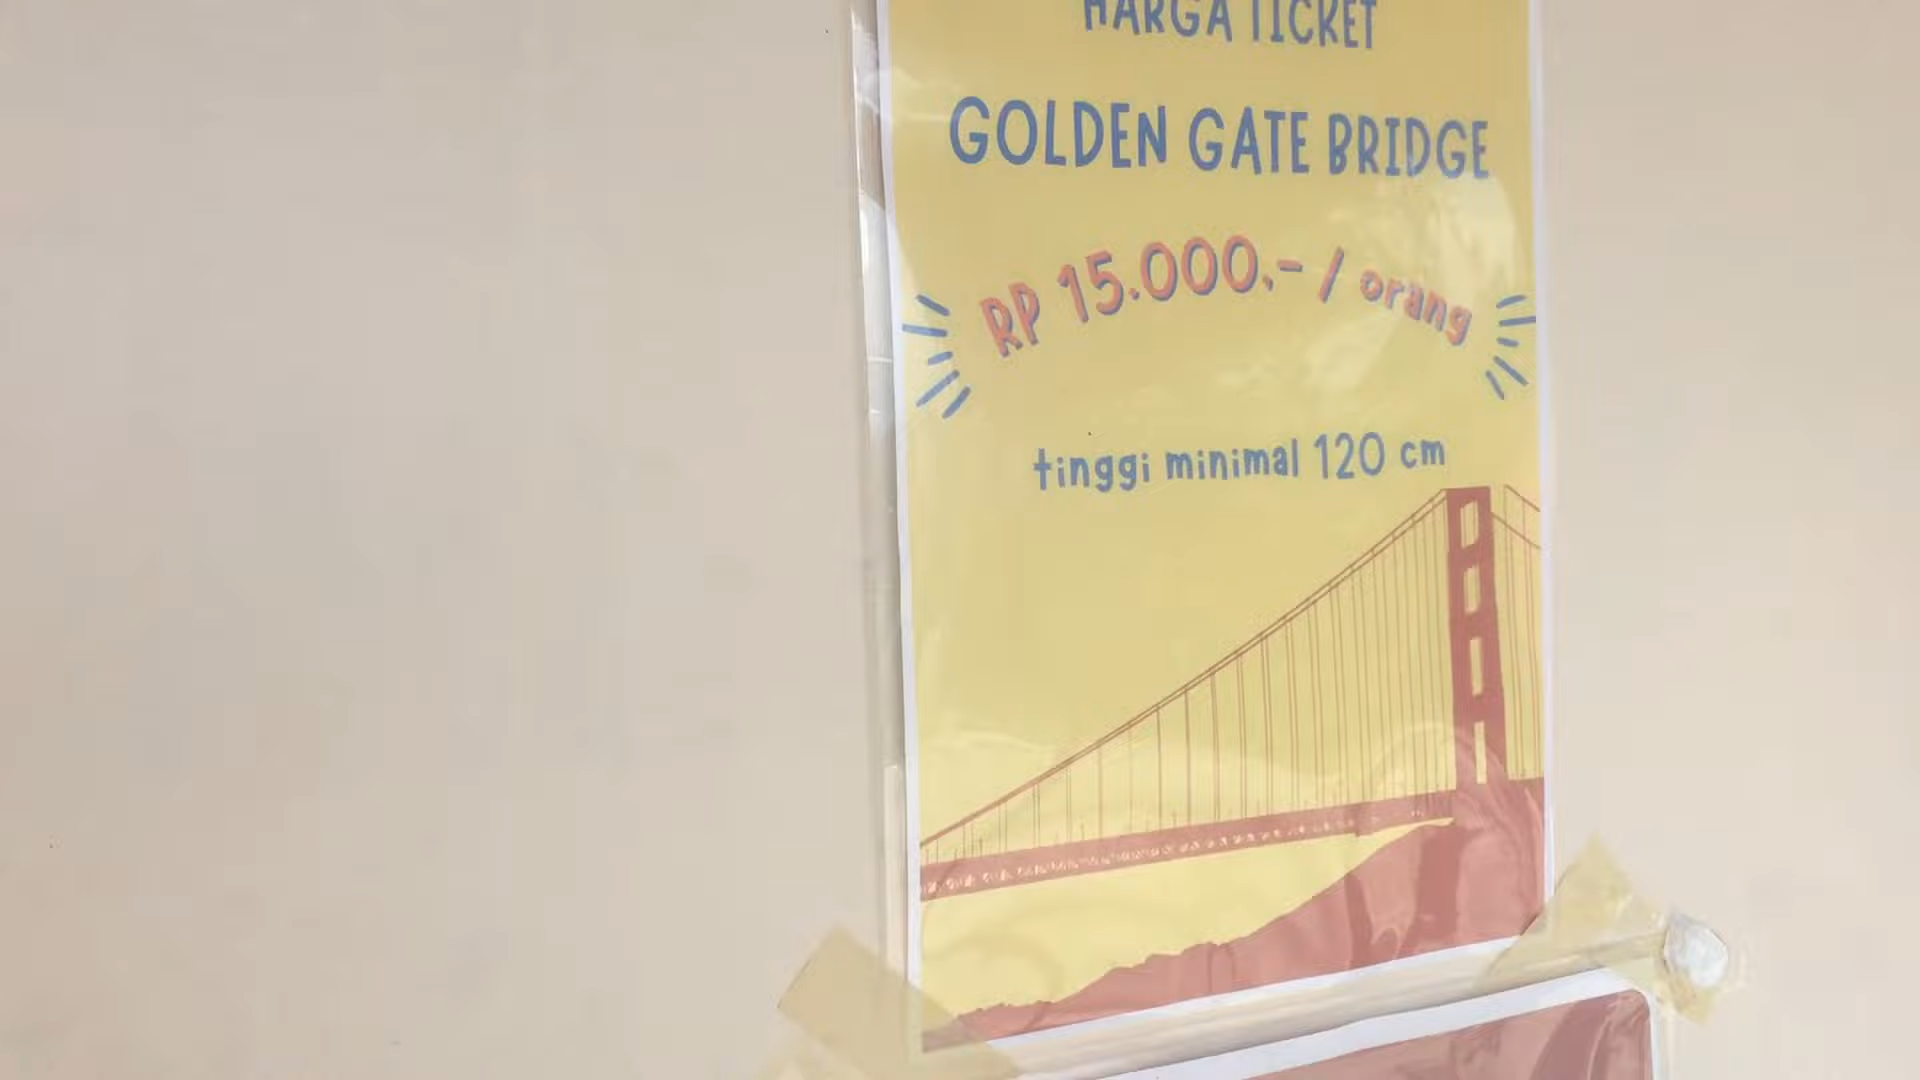 HARGA TICKET
GOLDEN GATE BRIDGE
RP 15.000,- / orang
tinggi minimal 120 cm